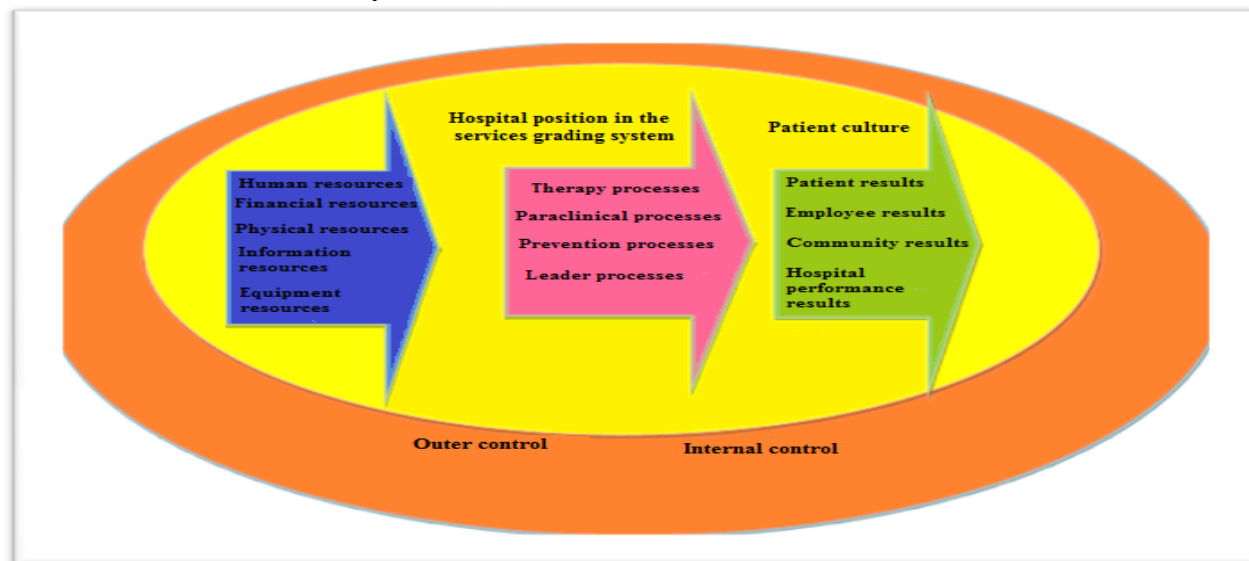 Hospital position in the
services grading system
Patient culture
Human resources
Financial resources
Physical resources
Information
resources
Equipment
resources
Therapy processes
Paraclinical processes
Prevention processes
Leader processes
Patient results
Employee results
Community results
Hospital
performance
results
Outer control
Internal control